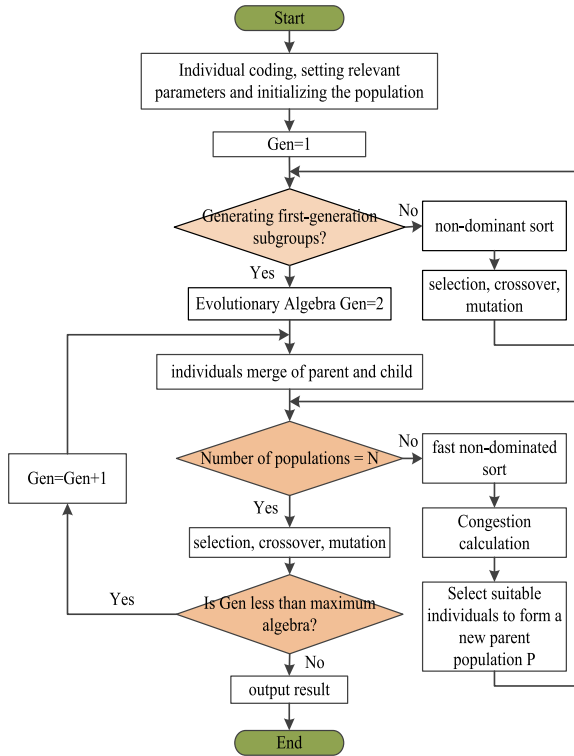 Start
Individual coding, setting relevant
parameters and initializing the population
Gen=1
Generating first-generation
subgroups?
No
non-dominant sort
selection, crossover,
mutation
Yes
Evolutionary Algebra Gen=2
individuals merge of parent and child
Number of populations = N
No
fast non-dominated
sort
Congestion
calculation
Select suitable
individuals to form a
new parent
population P
Yes
selection, crossover, mutation
Gen=Gen+1
Is Gen less than maximum
algebra?
Yes
No
output result
End